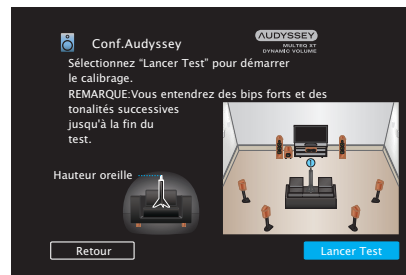 Conf.Audyssey
AUDYSSEY
MULTEQ XT
DYNAMIC VOLUME
Sélectionnez “Lancer Test” pour démarrer
le calibrage.
REMARQUE:Vous entendrez des bips forts et des
tonalités successives
jusqu'à la fin du
test.
Hauteur oreille
Retour
Lancer Test